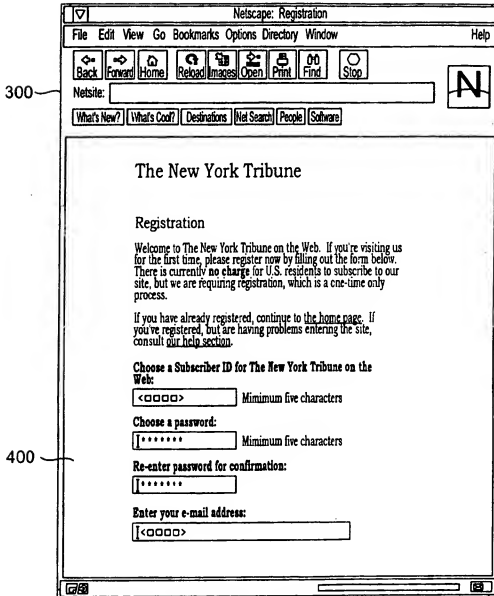 Netscape: Registration
File Edit View Go Bookmarks Options Directory Window Help
Back Forward Home Reload Images Open Print Find Stop
300
Netsite:
N
What's New? What's Cool? Destinations Net Search People Software
The New York Tribune
Registration
Welcome to The New York Tribune on the Web. If you're visiting us
for the first time, please register now by filling out the form below.
There is currently no charge for U.S. residents to subscribe to our
site, but we are requiring registration, which is a one-time only
process.
If you have already registered, continue to the home page. If
you've registered, but are having problems entering the site,
consult our help section.
Choose a Subscriber ID for The New York Tribune on the
Web:
<□□□□> Mimimum five characters
Choose a password:
******* Mimimum five characters
400
Re-enter password for confirmation:
*******
Enter your e-mail address:
<□□□□>